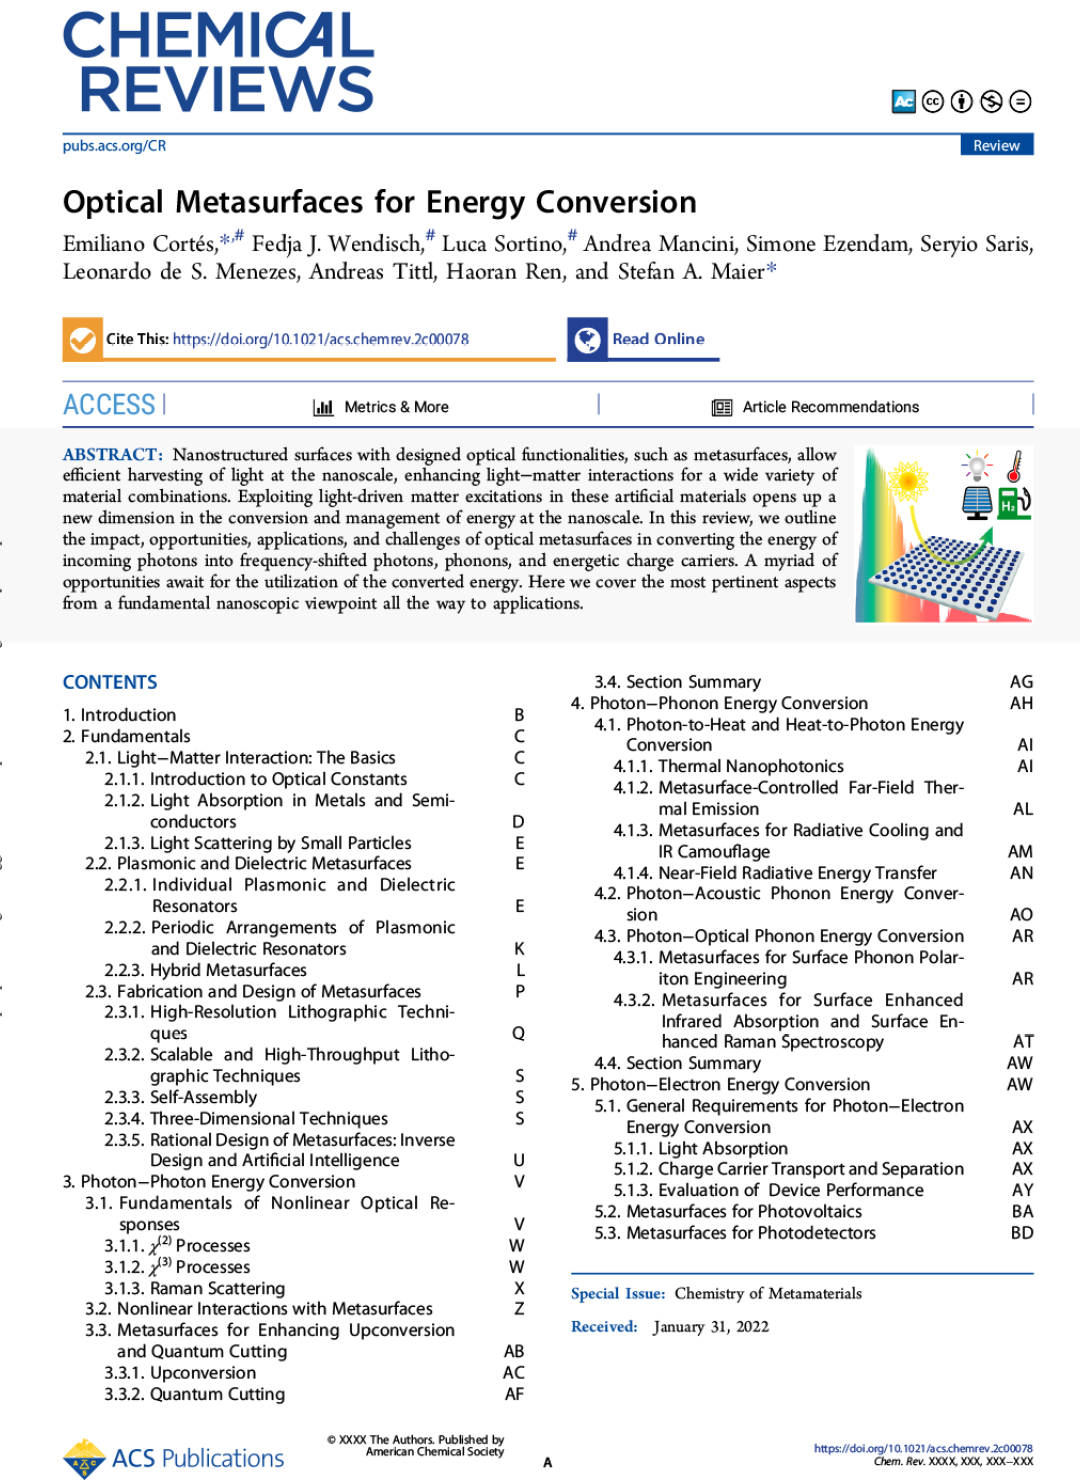 CHEMICAL
REVIEWS
Ac cc
pubs.acs.org/CR
Review
Optical Metasurfaces for Energy Conversion
Emiliano Cortés,*,# Fedja J. Wendisch,# Luca Sortino,# Andrea Mancini, Simone Ezendam, Seryio Saris,
Leonardo de S. Menezes, Andreas Tittl, Haoran Ren, and Stefan A. Maier*
Cite This: https://doi.org/10.1021/acs.chemrev.2c00078
Read Online
ACCESS
Metrics & More
Article Recommendations
ABSTRACT: Nanostructured surfaces with designed optical functionalities, such as metasurfaces, allow
efficient harvesting of light at the nanoscale, enhancing light−matter interactions for a wide variety of
material combinations. Exploiting light-driven matter excitations in these artificial materials opens up a
new dimension in the conversion and management of energy at the nanoscale. In this review, we outline
the impact, opportunities, applications, and challenges of optical metasurfaces in converting the energy of
incoming photons into frequency-shifted photons, phonons, and energetic charge carriers. A myriad of
opportunities await for the utilization of the converted energy. Here we cover the most pertinent aspects
from a fundamental nanoscopic viewpoint all the way to applications.
H₂
CONTENTS
1. Introduction B
2. Fundamentals C
2.1. Light−Matter Interaction: The Basics C
2.1.1. Introduction to Optical Constants C
2.1.2. Light Absorption in Metals and Semi-
conductors D
2.1.3. Light Scattering by Small Particles E
2.2. Plasmonic and Dielectric Metasurfaces E
2.2.1. Individual Plasmonic and Dielectric
Resonators E
2.2.2. Periodic Arrangements of Plasmonic
and Dielectric Resonators K
2.2.3. Hybrid Metasurfaces L
2.3. Fabrication and Design of Metasurfaces P
2.3.1. High-Resolution Lithographic Techni-
ques Q
2.3.2. Scalable and High-Throughput Litho-
graphic Techniques S
2.3.3. Self-Assembly S
2.3.4. Three-Dimensional Techniques S
2.3.5. Rational Design of Metasurfaces: Inverse
Design and Artificial Intelligence U
3. Photon−Photon Energy Conversion V
3.1. Fundamentals of Nonlinear Optical Re-
sponses V
3.1.1. χ(2) Processes W
3.1.2. χ(3) Processes W
3.1.3. Raman Scattering X
3.2. Nonlinear Interactions with Metasurfaces Z
3.3. Metasurfaces for Enhancing Upconversion
and Quantum Cutting AB
3.3.1. Upconversion AC
3.3.2. Quantum Cutting AF
3.4. Section Summary AG
4. Photon−Phonon Energy Conversion AH
4.1. Photon-to-Heat and Heat-to-Photon Energy
Conversion AI
4.1.1. Thermal Nanophotonics AI
4.1.2. Metasurface-Controlled Far-Field Ther-
mal Emission AL
4.1.3. Metasurfaces for Radiative Cooling and
IR Camouflage AM
4.1.4. Near-Field Radiative Energy Transfer AN
4.2. Photon−Acoustic Phonon Energy Conver-
sion AO
4.3. Photon−Optical Phonon Energy Conversion AR
4.3.1. Metasurfaces for Surface Phonon Polar-
iton Engineering AR
4.3.2. Metasurfaces for Surface Enhanced
Infrared Absorption and Surface En-
hanced Raman Spectroscopy AT
4.4. Section Summary AW
5. Photon−Electron Energy Conversion AW
5.1. General Requirements for Photon−Electron
Energy Conversion AX
5.1.1. Light Absorption AX
5.1.2. Charge Carrier Transport and Separation AX
5.1.3. Evaluation of Device Performance AY
5.2. Metasurfaces for Photovoltaics BA
5.3. Metasurfaces for Photodetectors BD
Special Issue: Chemistry of Metamaterials
Received: January 31, 2022
ACS Publications
© XXXX The Authors. Published by
American Chemical Society
A
https://doi.org/10.1021/acs.chemrev.2c00078
Chem. Rev. XXXX, XXX, XXX−XXX